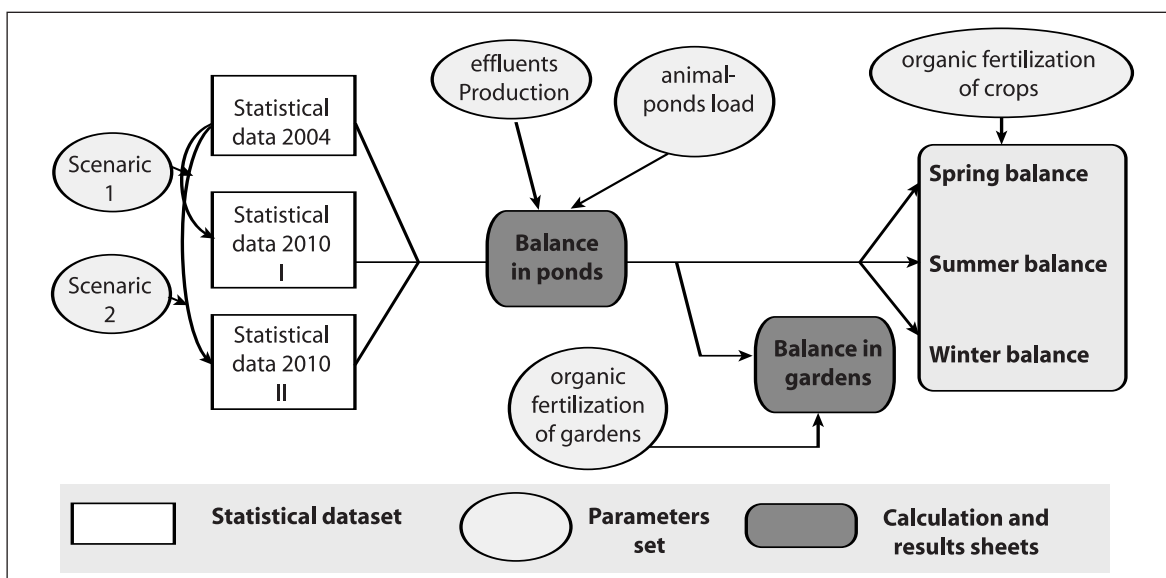 Scenaric
1
Scenaric
2
Statistical
data 2004
Statistical
data 2010
I
Statistical
data 2010
II
effluents
Production
animal-
ponds load
Balance
in ponds
organic
fertilization
of gardens
Balance in
gardens
organic fertilization
of crops
Spring balance
Summer balance
Winter balance
Statistical dataset
Parameters
set
Calculation and
results sheets